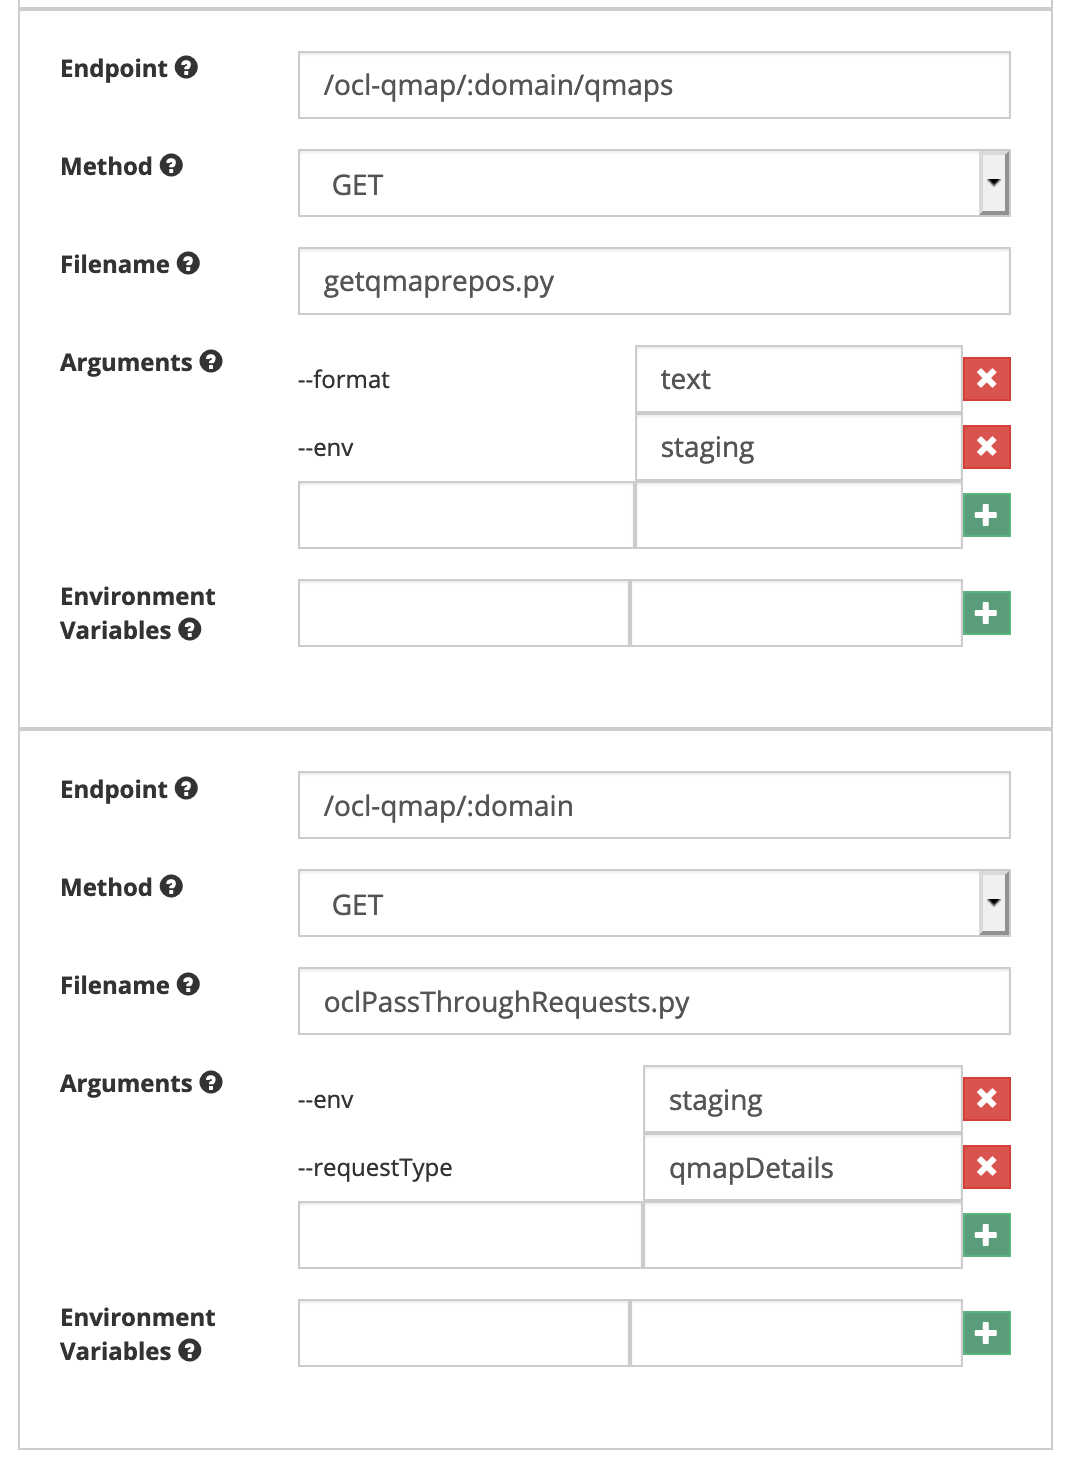 Endpoint ?
/ocl-qmap/:domain/qmaps
Method ?
GET
Filename ?
getqmaprepos.py
Arguments ?
--format text
--env staging
Environment
Variables ?
Endpoint ?
/ocl-qmap/:domain
Method ?
GET
Filename ?
oclPassThroughRequests.py
Arguments ?
--env staging
--requestType qmapDetails
Environment
Variables ?